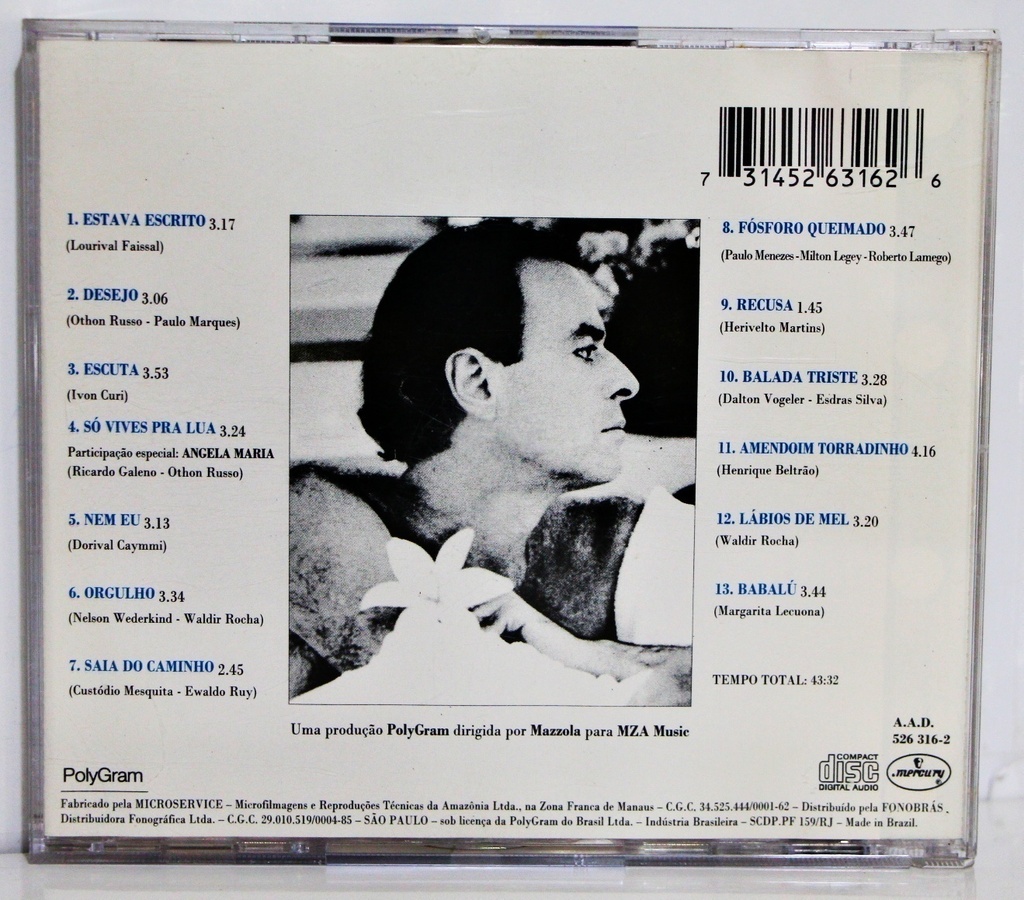 7 31452 63162 6
1. ESTAVA ESCRITO 3.17
(Lourival Faissal)
2. DESEJO 3.06
(Othon Russo - Paulo Marques)
3. ESCUTA 3.53
(Ivon Curi)
4. SÓ VIVES PRA LUA 3.24
Participação especial: ANGELA MARIA
(Ricardo Galeno - Othon Russo)
5. NEM EU 3.13
(Dorival Caymmi)
6. ORGULHO 3.34
(Nelson Wederkind - Waldir Rocha)
7. SAIA DO CAMINHO 2.45
(Custódio Mesquita - Ewaldo Ruy)
8. FÓSFORO QUEIMADO 3.47
(Paulo Menezes - Milton Legey - Roberto Lamego)
9. RECUSA 1.45
(Herivelto Martins)
10. BALADA TRISTE 3.28
(Dalton Vogeler - Esdras Silva)
11. AMENDOIM TORRADINHO 4.16
(Henrique Beltrão)
12. LÁBIOS DE MEL 3.20
(Waldir Rocha)
13. BABALÚ 3.44
(Margarita Lecuona)
TEMPO TOTAL: 43:32
Uma produção PolyGram dirigida por Mazzola para MZA Music
A.A.D.
526 316-2
PolyGram
COMPACT
disc
DIGITAL AUDIO
mercury
Fabricado pela MICROSERVICE – Microfilmagens e Reproduções Técnicas da Amazônia Ltda., na Zona Franca de Manaus – C.G.C. 34.525.444/0001-62 – Distribuído pela FONOBRÁS.
Distribuidora Fonográfica Ltda. – C.G.C. 29.010.519/0004-85 – SÃO PAULO – sob licença da PolyGram do Brasil Ltda. – Indústria Brasileira – SCDP.PF 159/RJ – Made in Brazil.